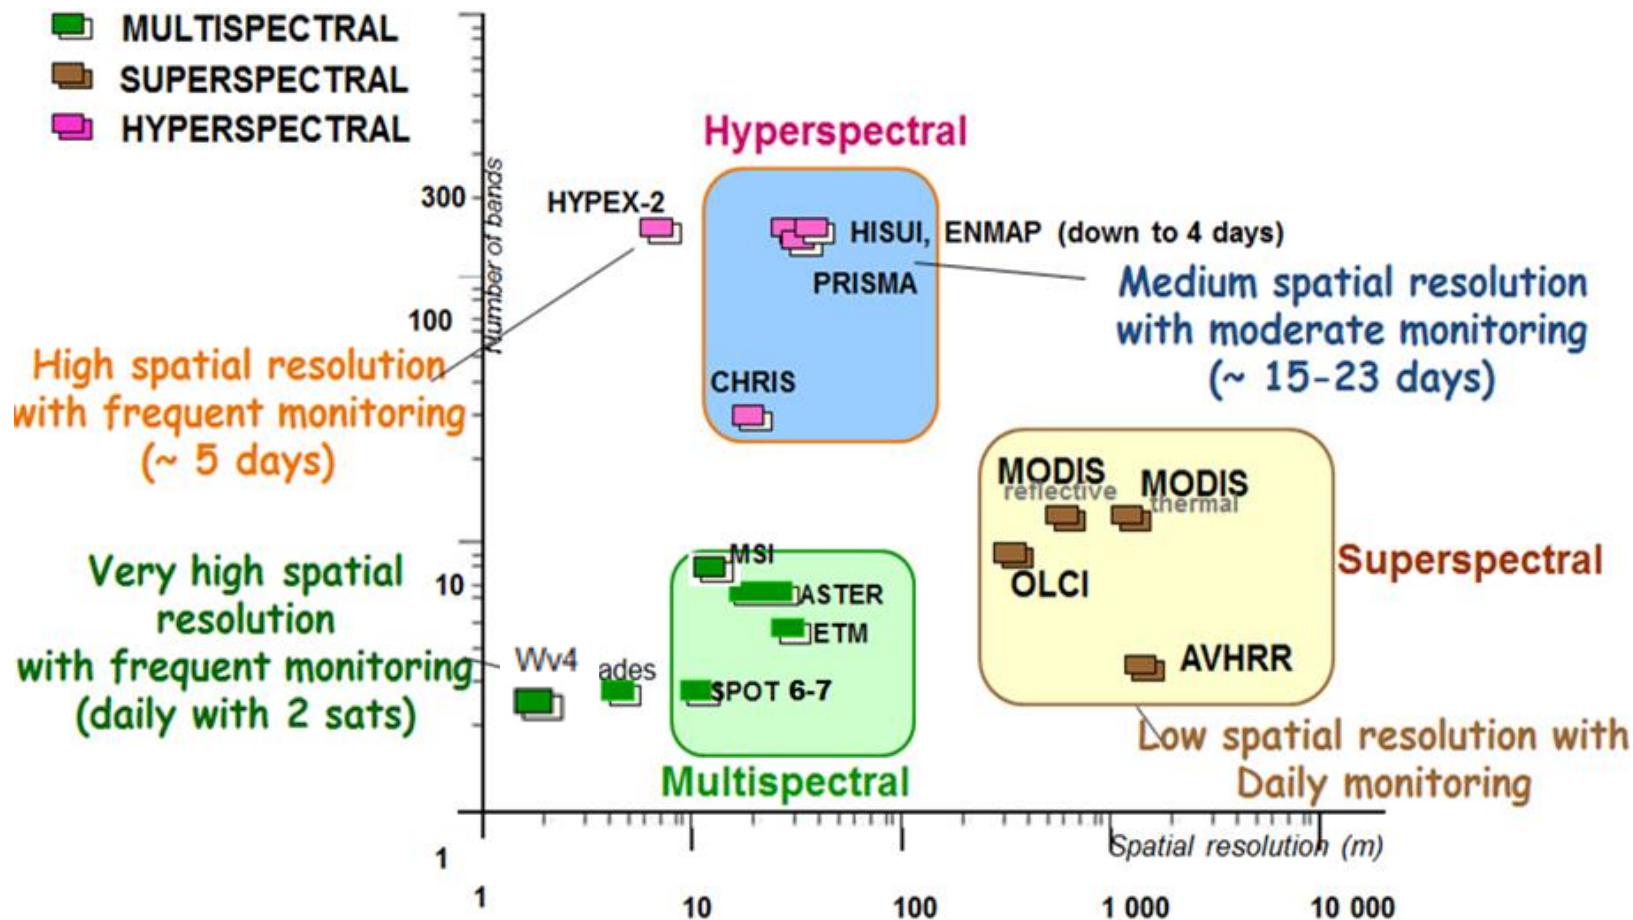 MULTISPECTRAL
SUPERSPECTRAL
HYPERSPECTRAL
Hyperspectral
300
Number of bands
HYPEX-2
HISUI, ENMAP (down to 4 days)
PRISMA
Medium spatial resolution
with moderate monitoring
(~ 15-23 days)
100
High spatial resolution
with frequent monitoring
(~ 5 days)
CHRIS
MODIS
reflective
MODIS
thermal
OLCI
AVHRR
Superspectral
Low spatial resolution with
Daily monitoring
10
Very high spatial
resolution
with frequent monitoring
(daily with 2 sats)
MSI
ASTER
ETM
Wv4
ades
SPOT 6-7
Multispectral
Spatial resolution (m)
1
1
10
100
1 000
10 000